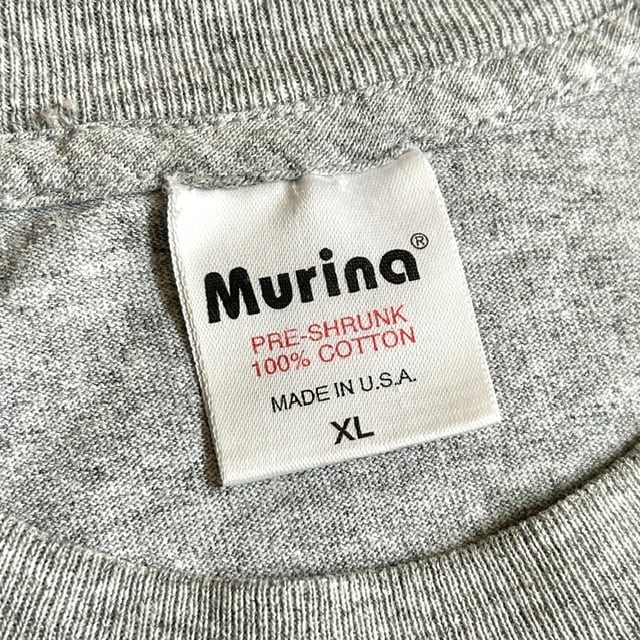 Murina®
PRE-SHRUNK
100% COTTON
MADE IN U.S.A.
XL